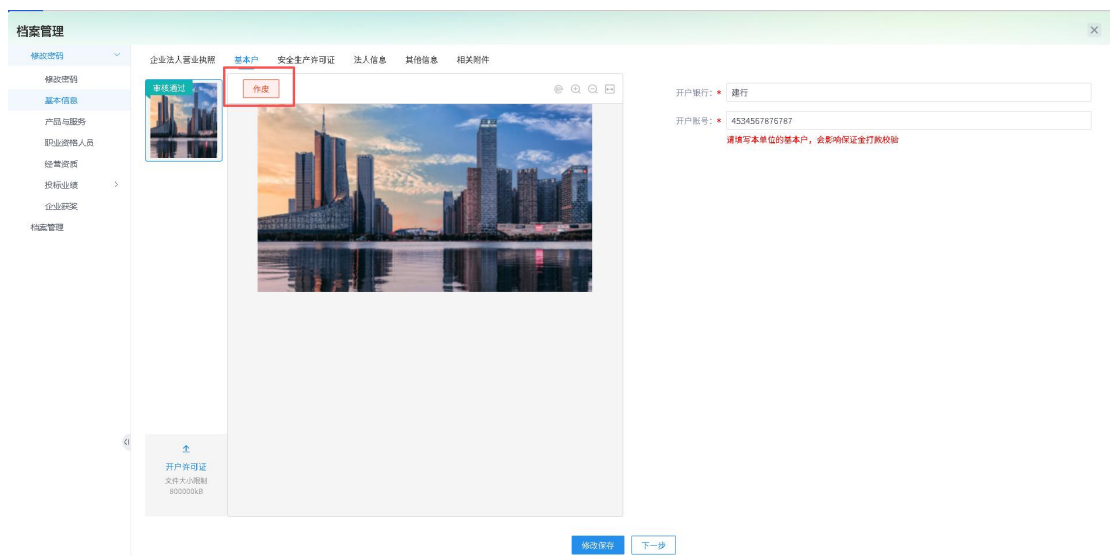 档案管理
修改密码
修改密码
基本信息
产品与服务
职业资格人员
经营资质
投标业绩
企业获奖
档案管理
企业法人营业执照 基本户 安全生产许可证 法人信息 其他信息 相关附件
审核通过
作废
开户许可证
文件大小限制
800000kB
开户银行: * 建行
开户账号: * 4534567876787
请填写本单位的基本户，会影响保证金打款校验
修改保存 下一步